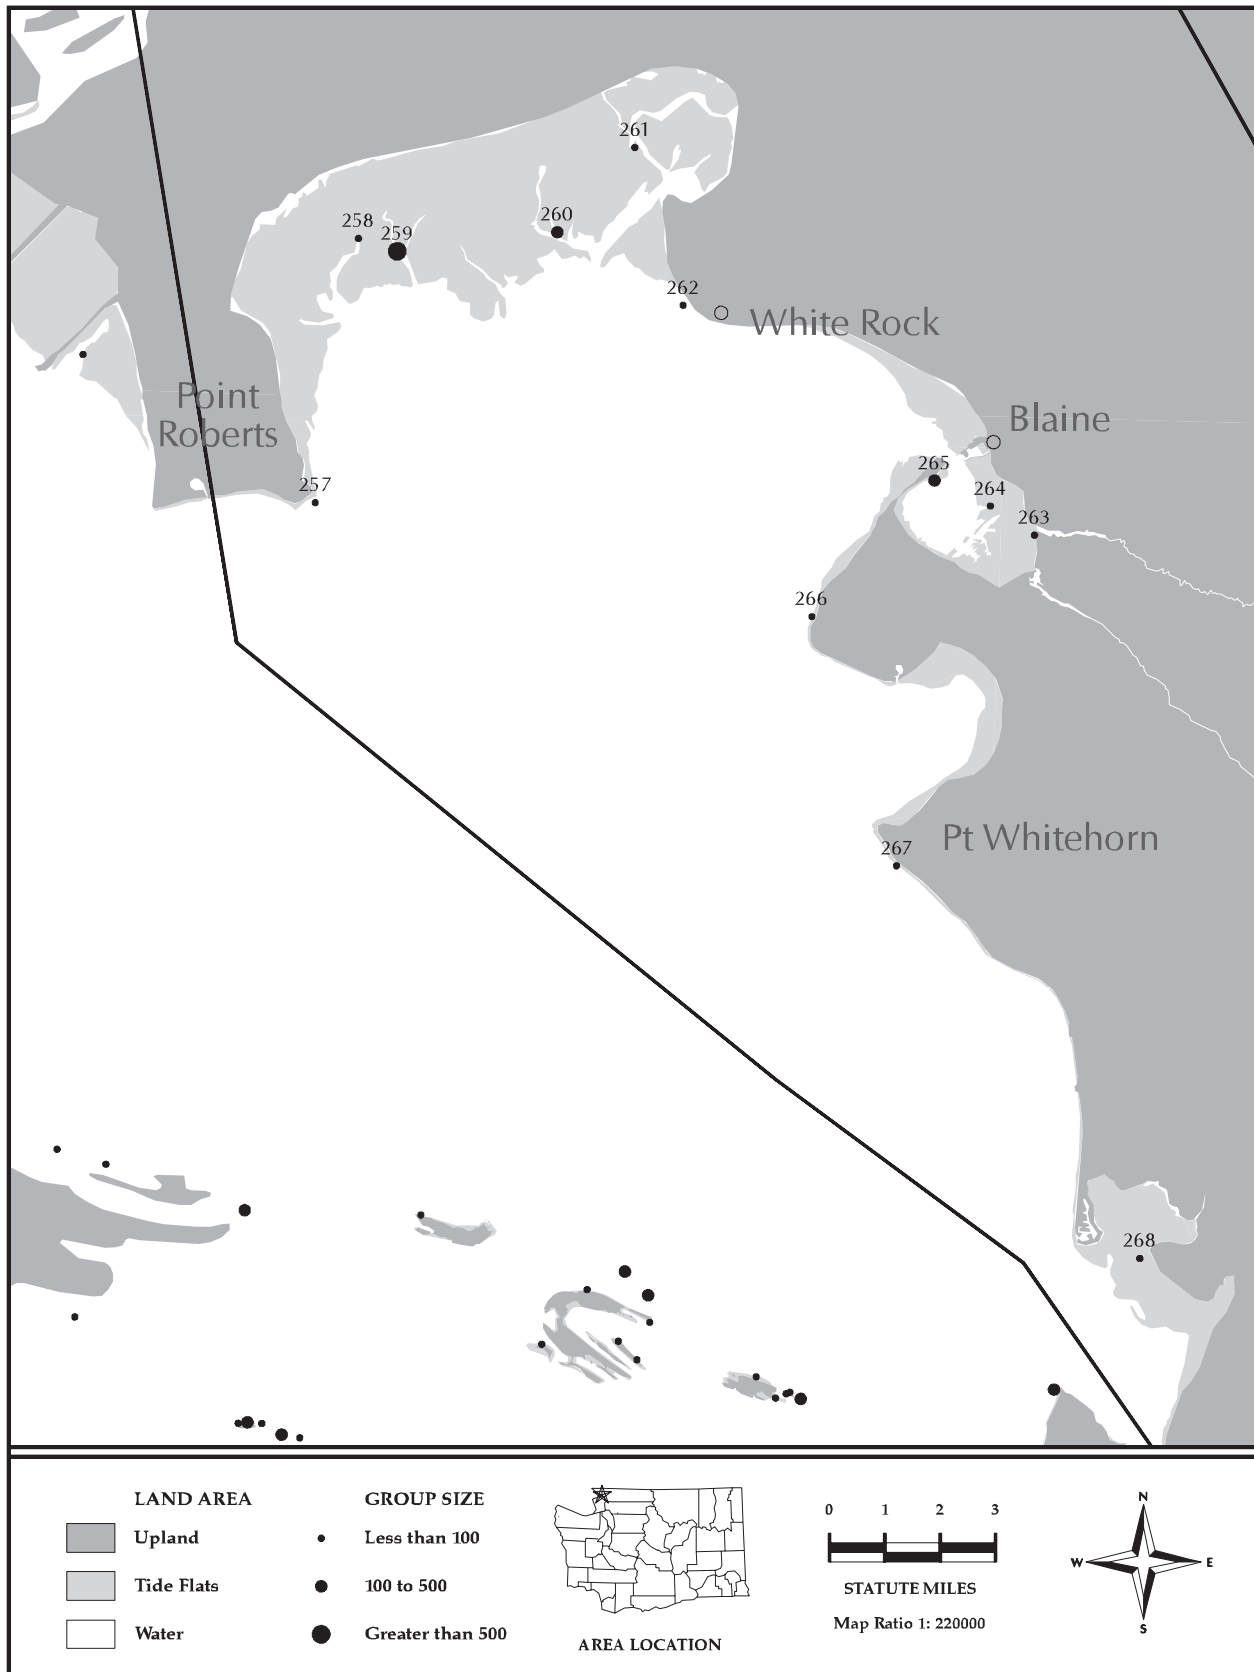 261
260
258
259
262
White Rock
Point
Roberts
Blaine
265
257
264
263
266
Pt Whitehorn
267
268
LAND AREA
Upland
Tide Flats
Water
GROUP SIZE
Less than 100
100 to 500
Greater than 500
AREA LOCATION
0 1 2 3
STATUTE MILES
Map Ratio 1: 220000
N
W E
S